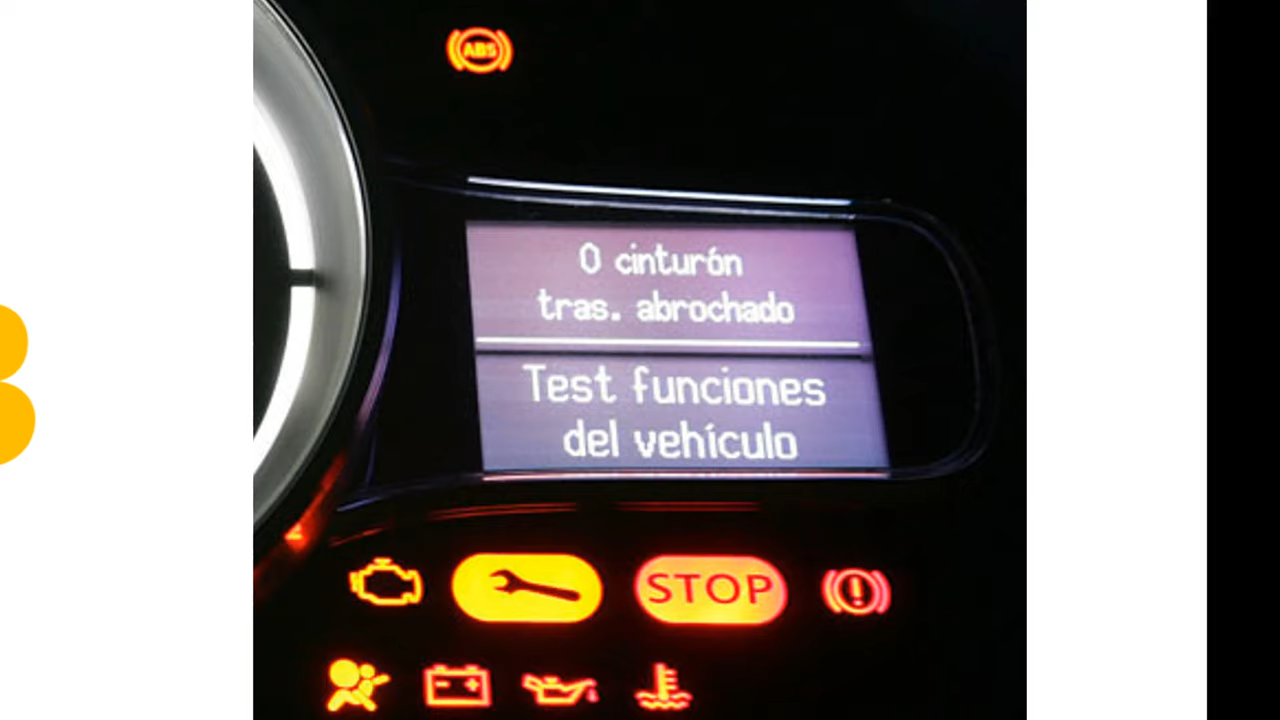 ABS
0 cinturón
tras. abrochado
Test funciones
del vehículo
STOP